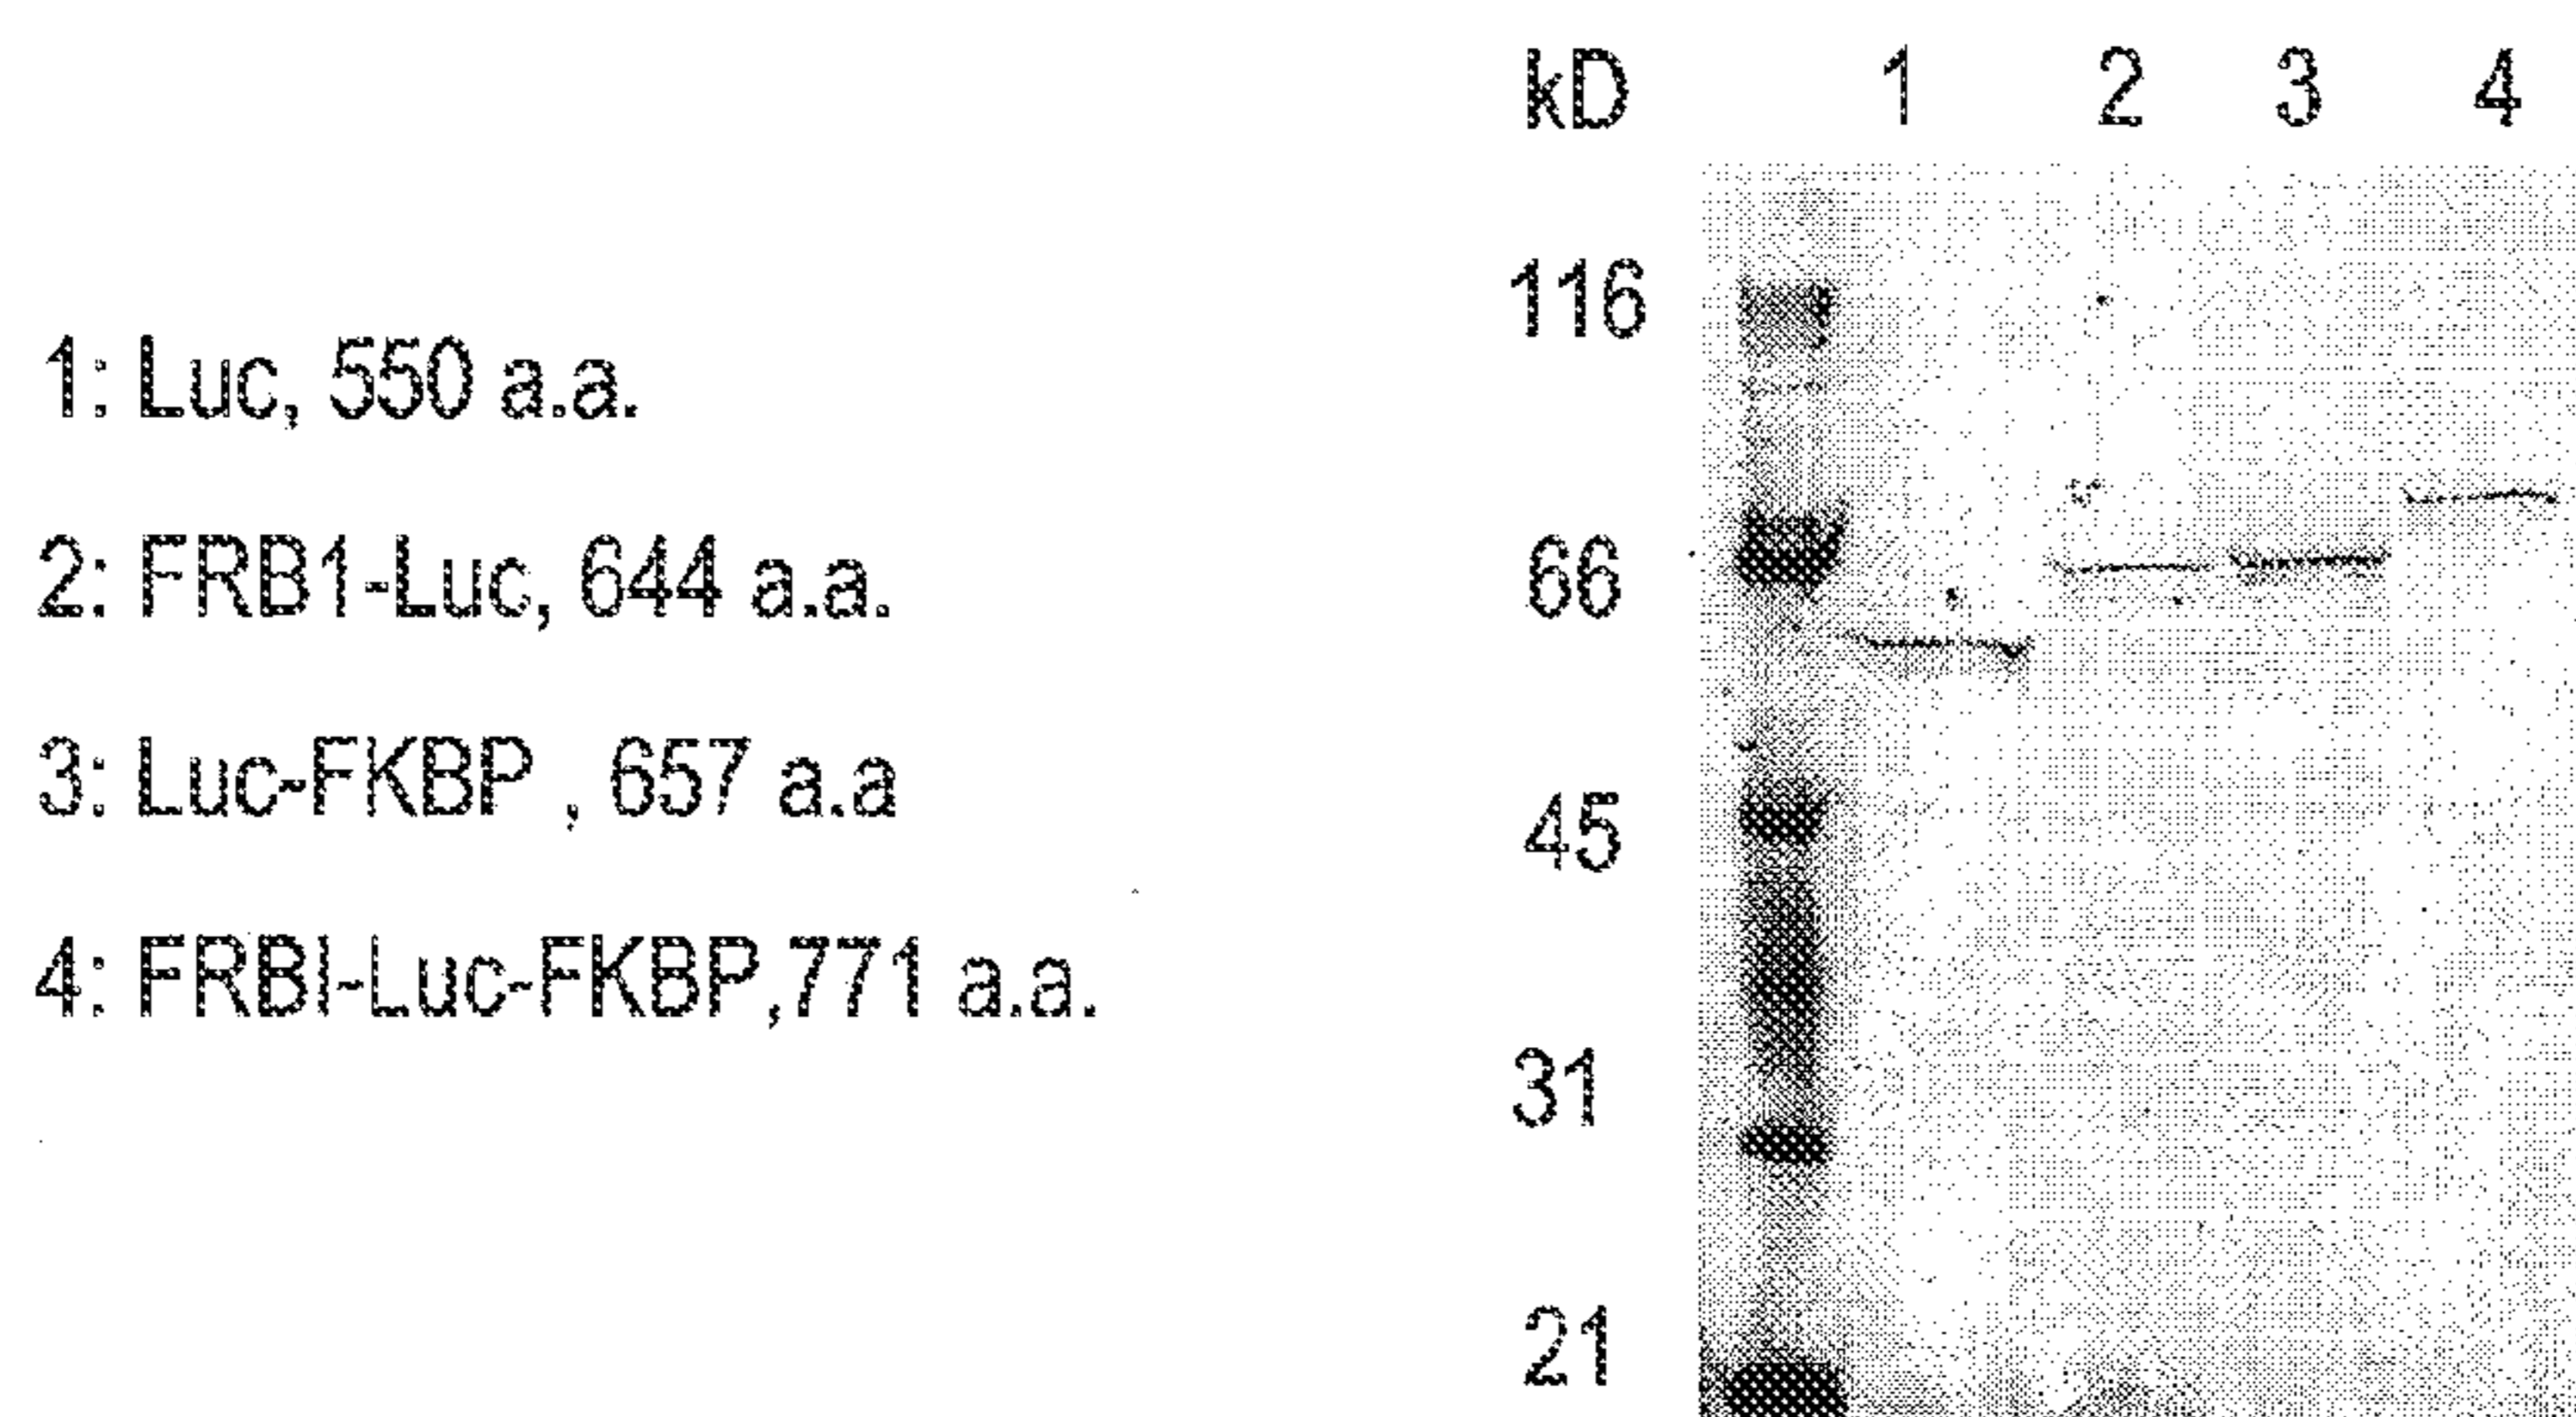 kD 1 2 3 4
116
1: Luc, 550 a.a.
2: FRB1-Luc, 644 a.a.
66
3: Luc-FKBP , 657 a.a
45
4: FRBI-Luc-FKBP,771 a.a.
31
21